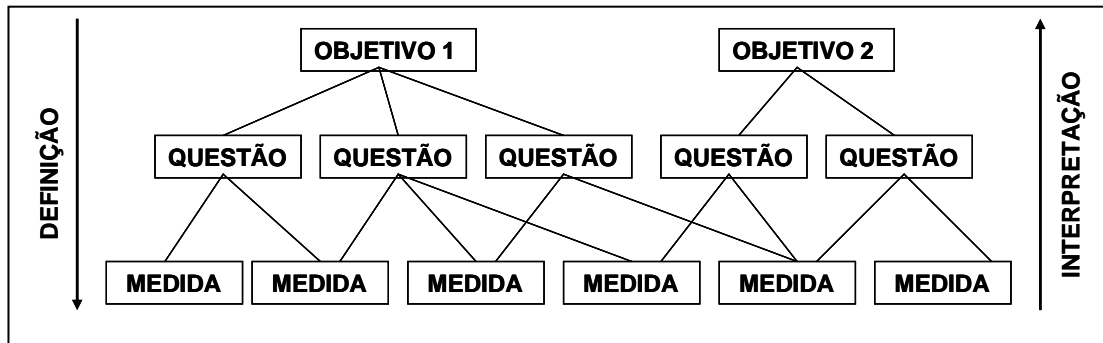 DEFINIÇÃO
OBJETIVO 1 OBJETIVO 2
QUESTÃO QUESTÃO QUESTÃO QUESTÃO QUESTÃO
MEDIDA MEDIDA MEDIDA MEDIDA MEDIDA MEDIDA
INTERPRETAÇÃO